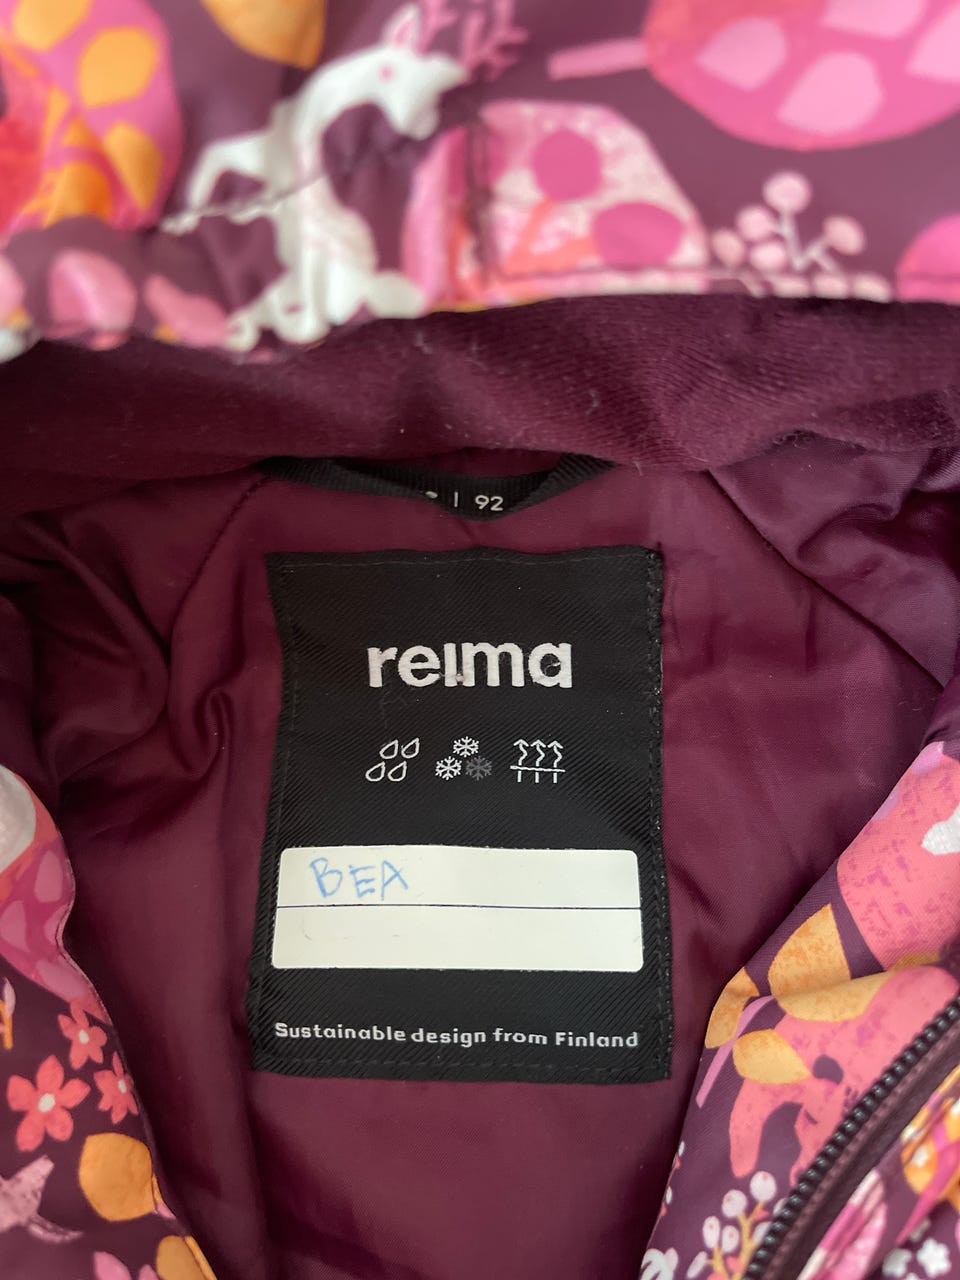 | 92
reima
BEA
Sustainable design from Finland